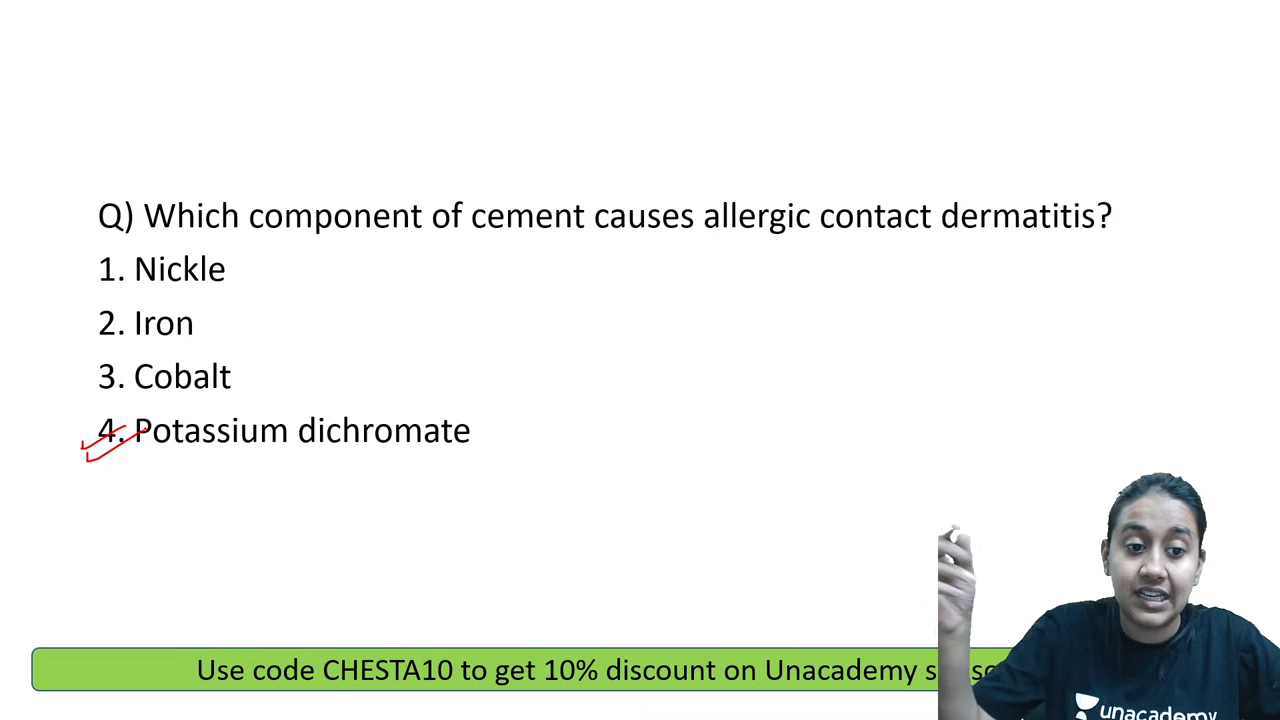 Q) Which component of cement causes allergic contact dermatitis?
1. Nickle
2. Iron
3. Cobalt
4. Potassium dichromate
Use code CHESTA10 to get 10% discount on Unacademy
unacademy